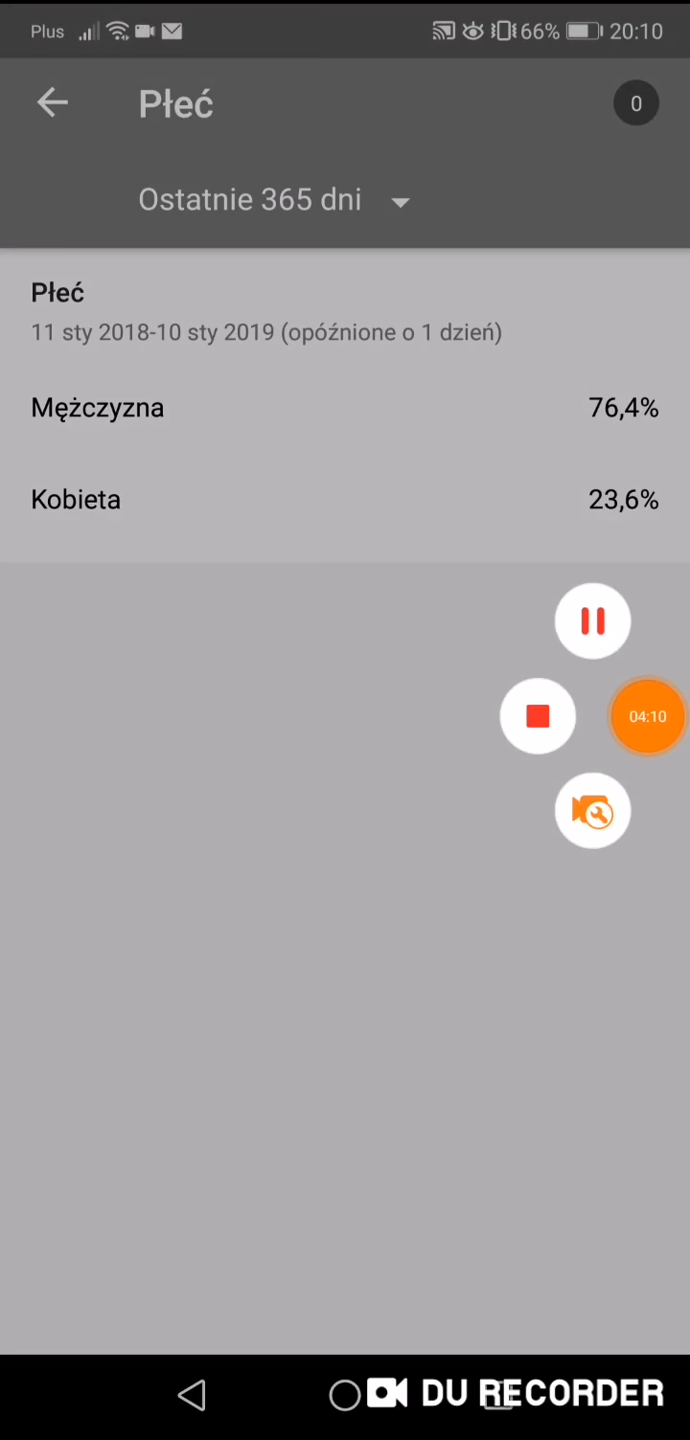 Plus 66% 20:10
Płeć 0
Ostatnie 365 dni
Płeć
11 sty 2018-10 sty 2019 (opóźnione o 1 dzień)
Mężczyzna 76,4%
Kobieta 23,6%
04:10
DU RECORDER